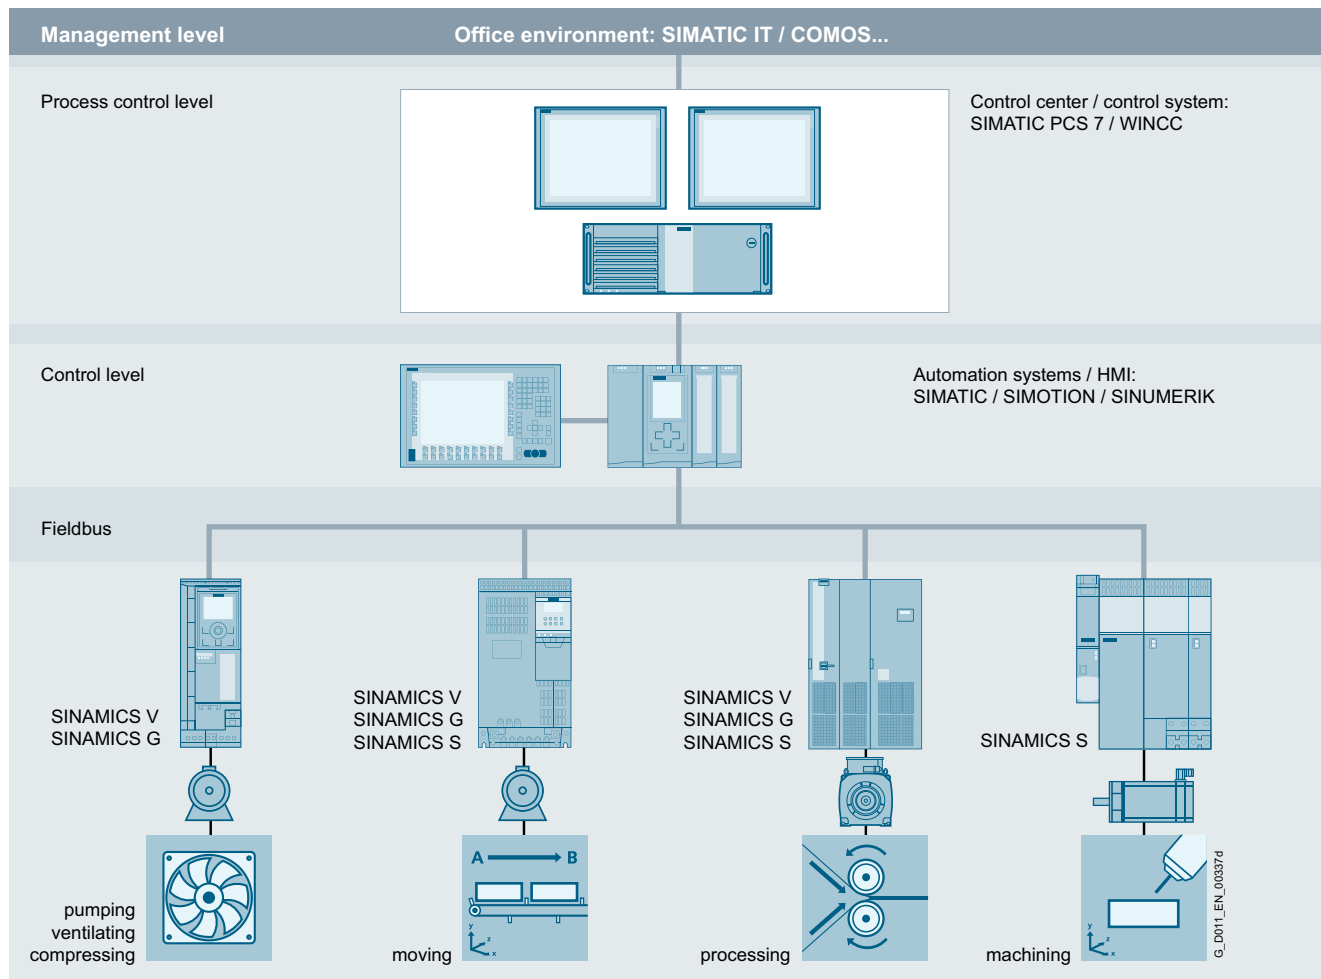 Management level
Office environment: SIMATIC IT / COMOS...
Process control level
Control center / control system:
SIMATIC PCS 7 / WINCC
Control level
Automation systems / HMI:
SIMATIC / SIMOTION / SINUMERIK
Fieldbus
SINAMICS V
SINAMICS G
SINAMICS V
SINAMICS G
SINAMICS S
SINAMICS V
SINAMICS G
SINAMICS S
SINAMICS S
pumping
ventilating
compressing
A B
y
z
x
moving
processing
y
z
x
machining
G_D011_EN_00337d